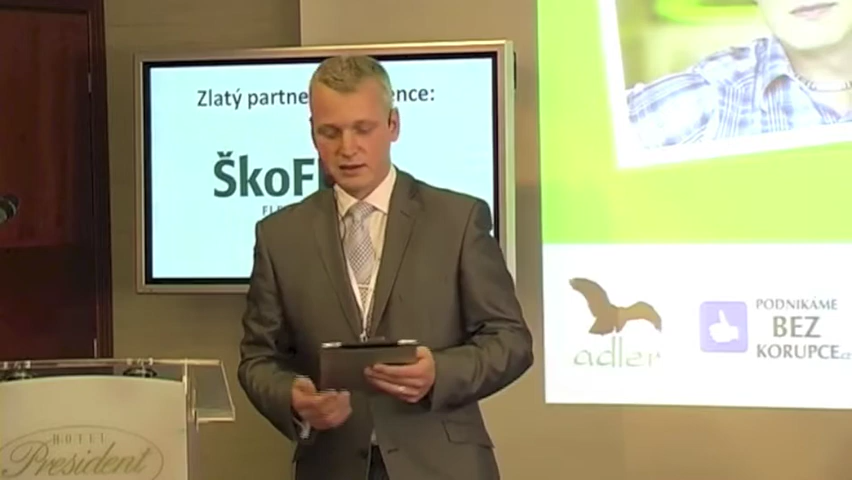 Zlatý partne ence:
ŠkoF
adler
PODNIKÁME
BEZ
KORUPCE.cz
HOTEL
President